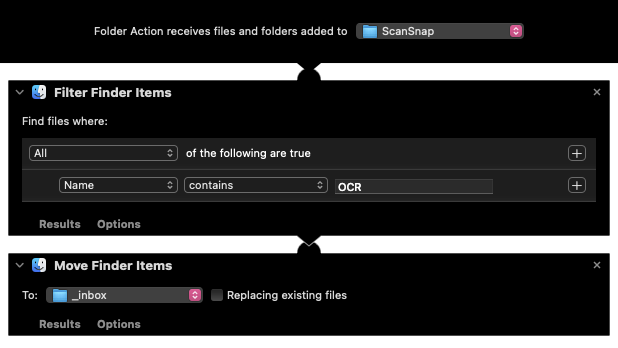 Folder Action receives files and folders added to ScanSnap
Filter Finder Items
Find files where:
All of the following are true
Name contains OCR
Results Options
Move Finder Items
To: _inbox Replacing existing files
Results Options